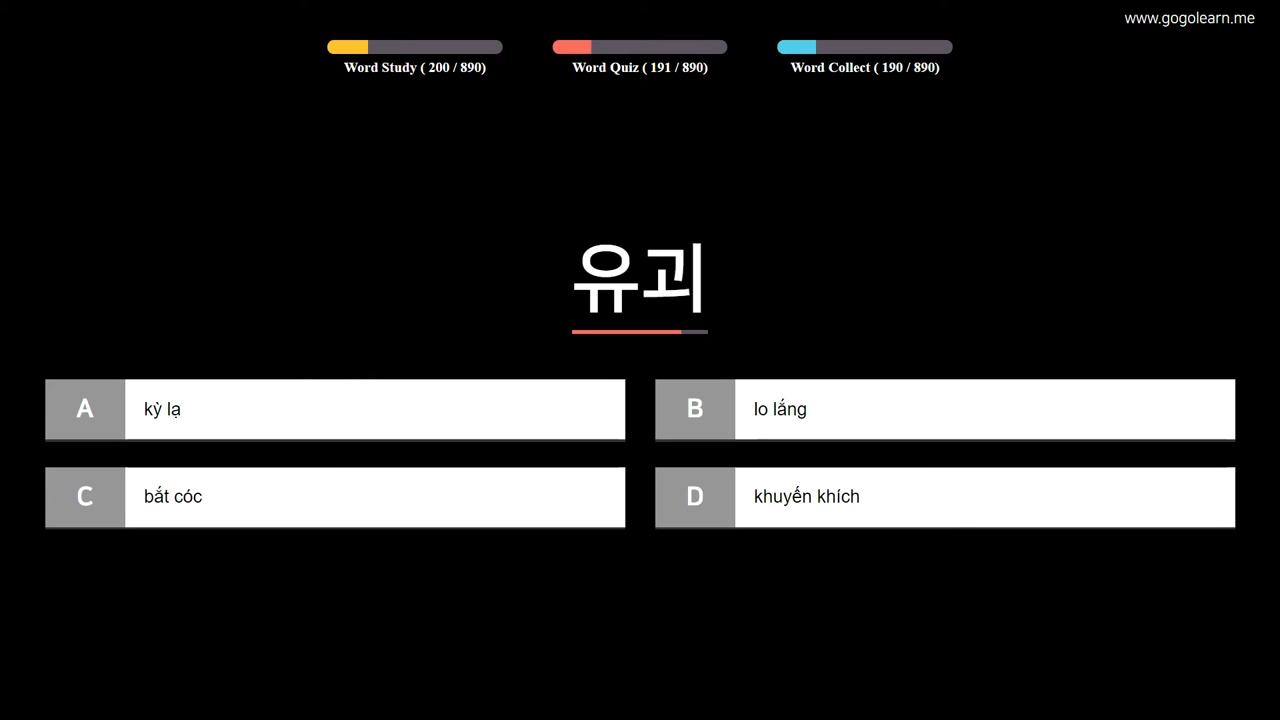 www.gogolearn.me
Word Study ( 200 / 890)
Word Quiz ( 191 / 890)
Word Collect ( 190 / 890)
유괴
A kỳ lạ
B lo lắng
C bắt cóc
D khuyến khích